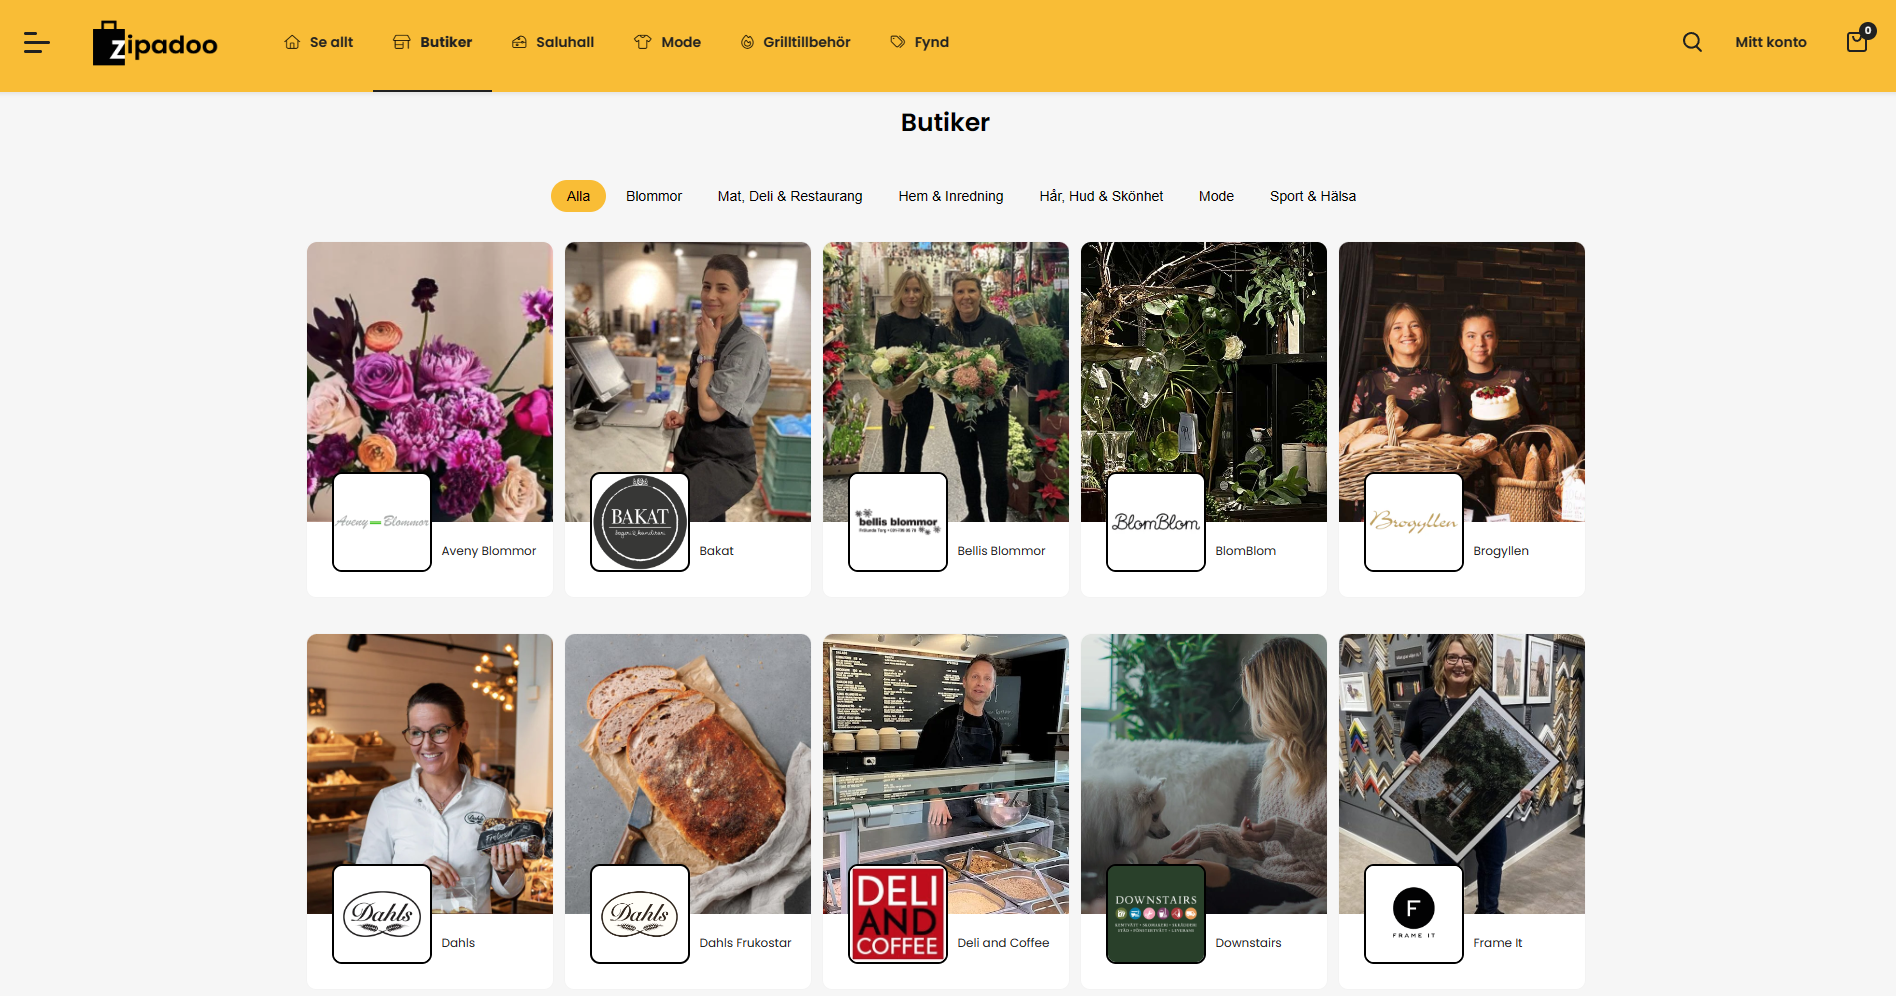 zipadoo
Se allt
Butiker
Saluhall
Mode
Grilltillbehör
Fynd
Mitt konto
0
Butiker
Alla
Blommor
Mat, Deli & Restaurang
Hem & Inredning
Hår, Hud & Skönhet
Mode
Sport & Hälsa
Aveny Blommor
Aveny Blommor
BAKAT
Bakat
bellis blommor
Bellis Blommor
BlomBlom
BlomBlom
Brogyllen
Brogyllen
Dahls
Dahls
Dahls
Dahls Frukostar
DELI
AND
COFFEE
Deli and Coffee
DOWNSTAIRS
Downstairs
F
FRAME IT
Frame It